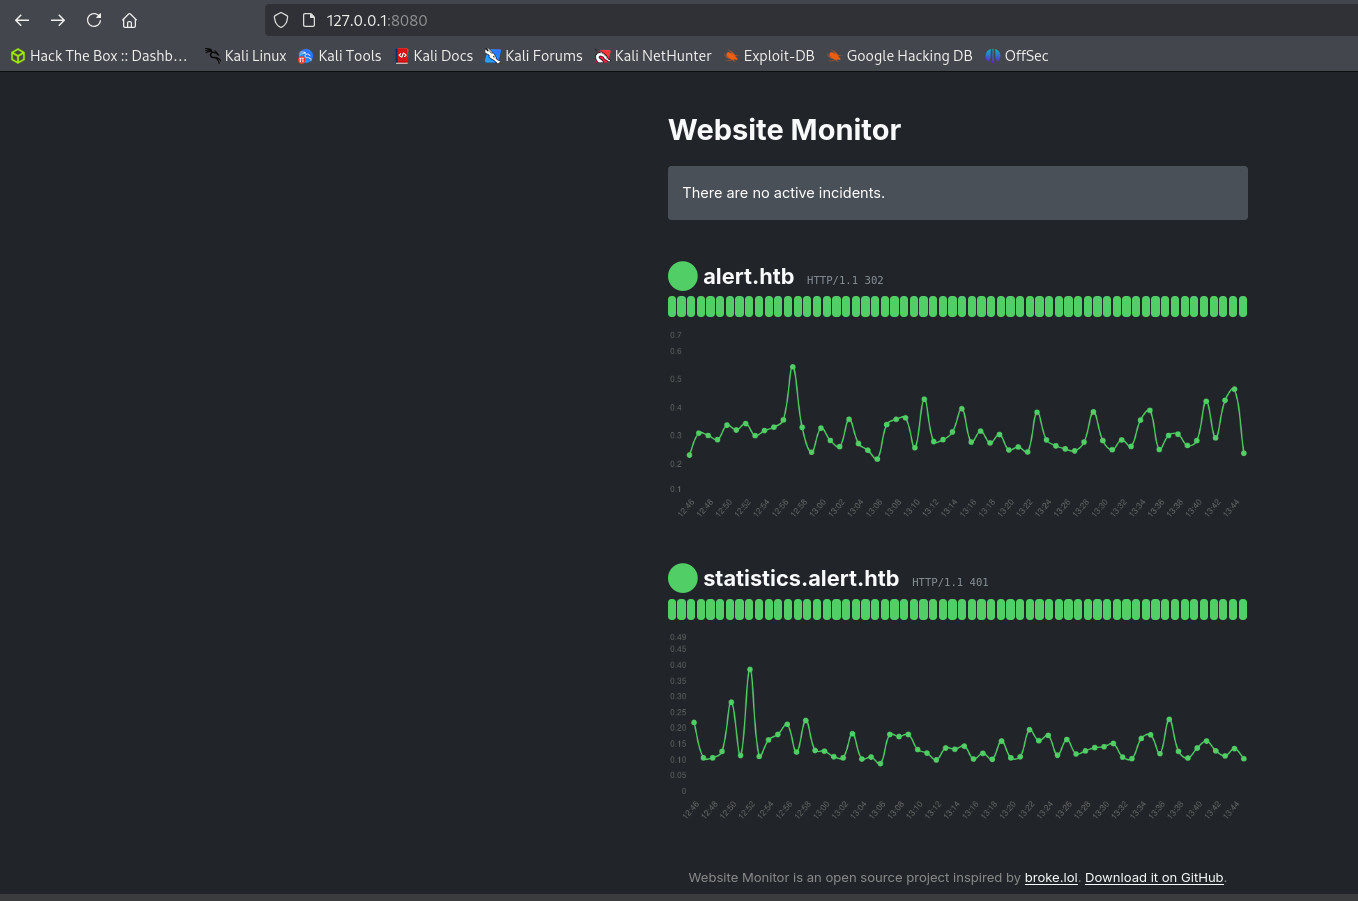 127.0.0.1:8080
Hack The Box :: Dashb… Kali Linux Kali Tools Kali Docs Kali Forums Kali NetHunter Exploit-DB Google Hacking DB OffSec
Website Monitor
There are no active incidents.
alert.htb HTTP/1.1 302
0.7
0.6
0.5
0.4
0.3
0.2
0.1
12:46 12:48 12:50 12:52 12:54 12:56 12:58 13:00 13:02 13:04 13:06 13:08 13:10 13:12 13:14 13:16 13:18 13:20 13:22 13:24 13:26 13:28 13:30 13:32 13:34 13:36 13:38 13:40 13:42 13:44
statistics.alert.htb HTTP/1.1 401
0.49
0.45
0.40
0.35
0.30
0.25
0.20
0.15
0.10
0.05
0
12:46 12:48 12:50 12:52 12:54 12:56 12:58 13:00 13:02 13:04 13:06 13:08 13:10 13:12 13:14 13:16 13:18 13:20 13:22 13:24 13:26 13:28 13:30 13:32 13:34 13:36 13:38 13:40 13:42 13:44
Website Monitor is an open source project inspired by broke.lol. Download it on GitHub.